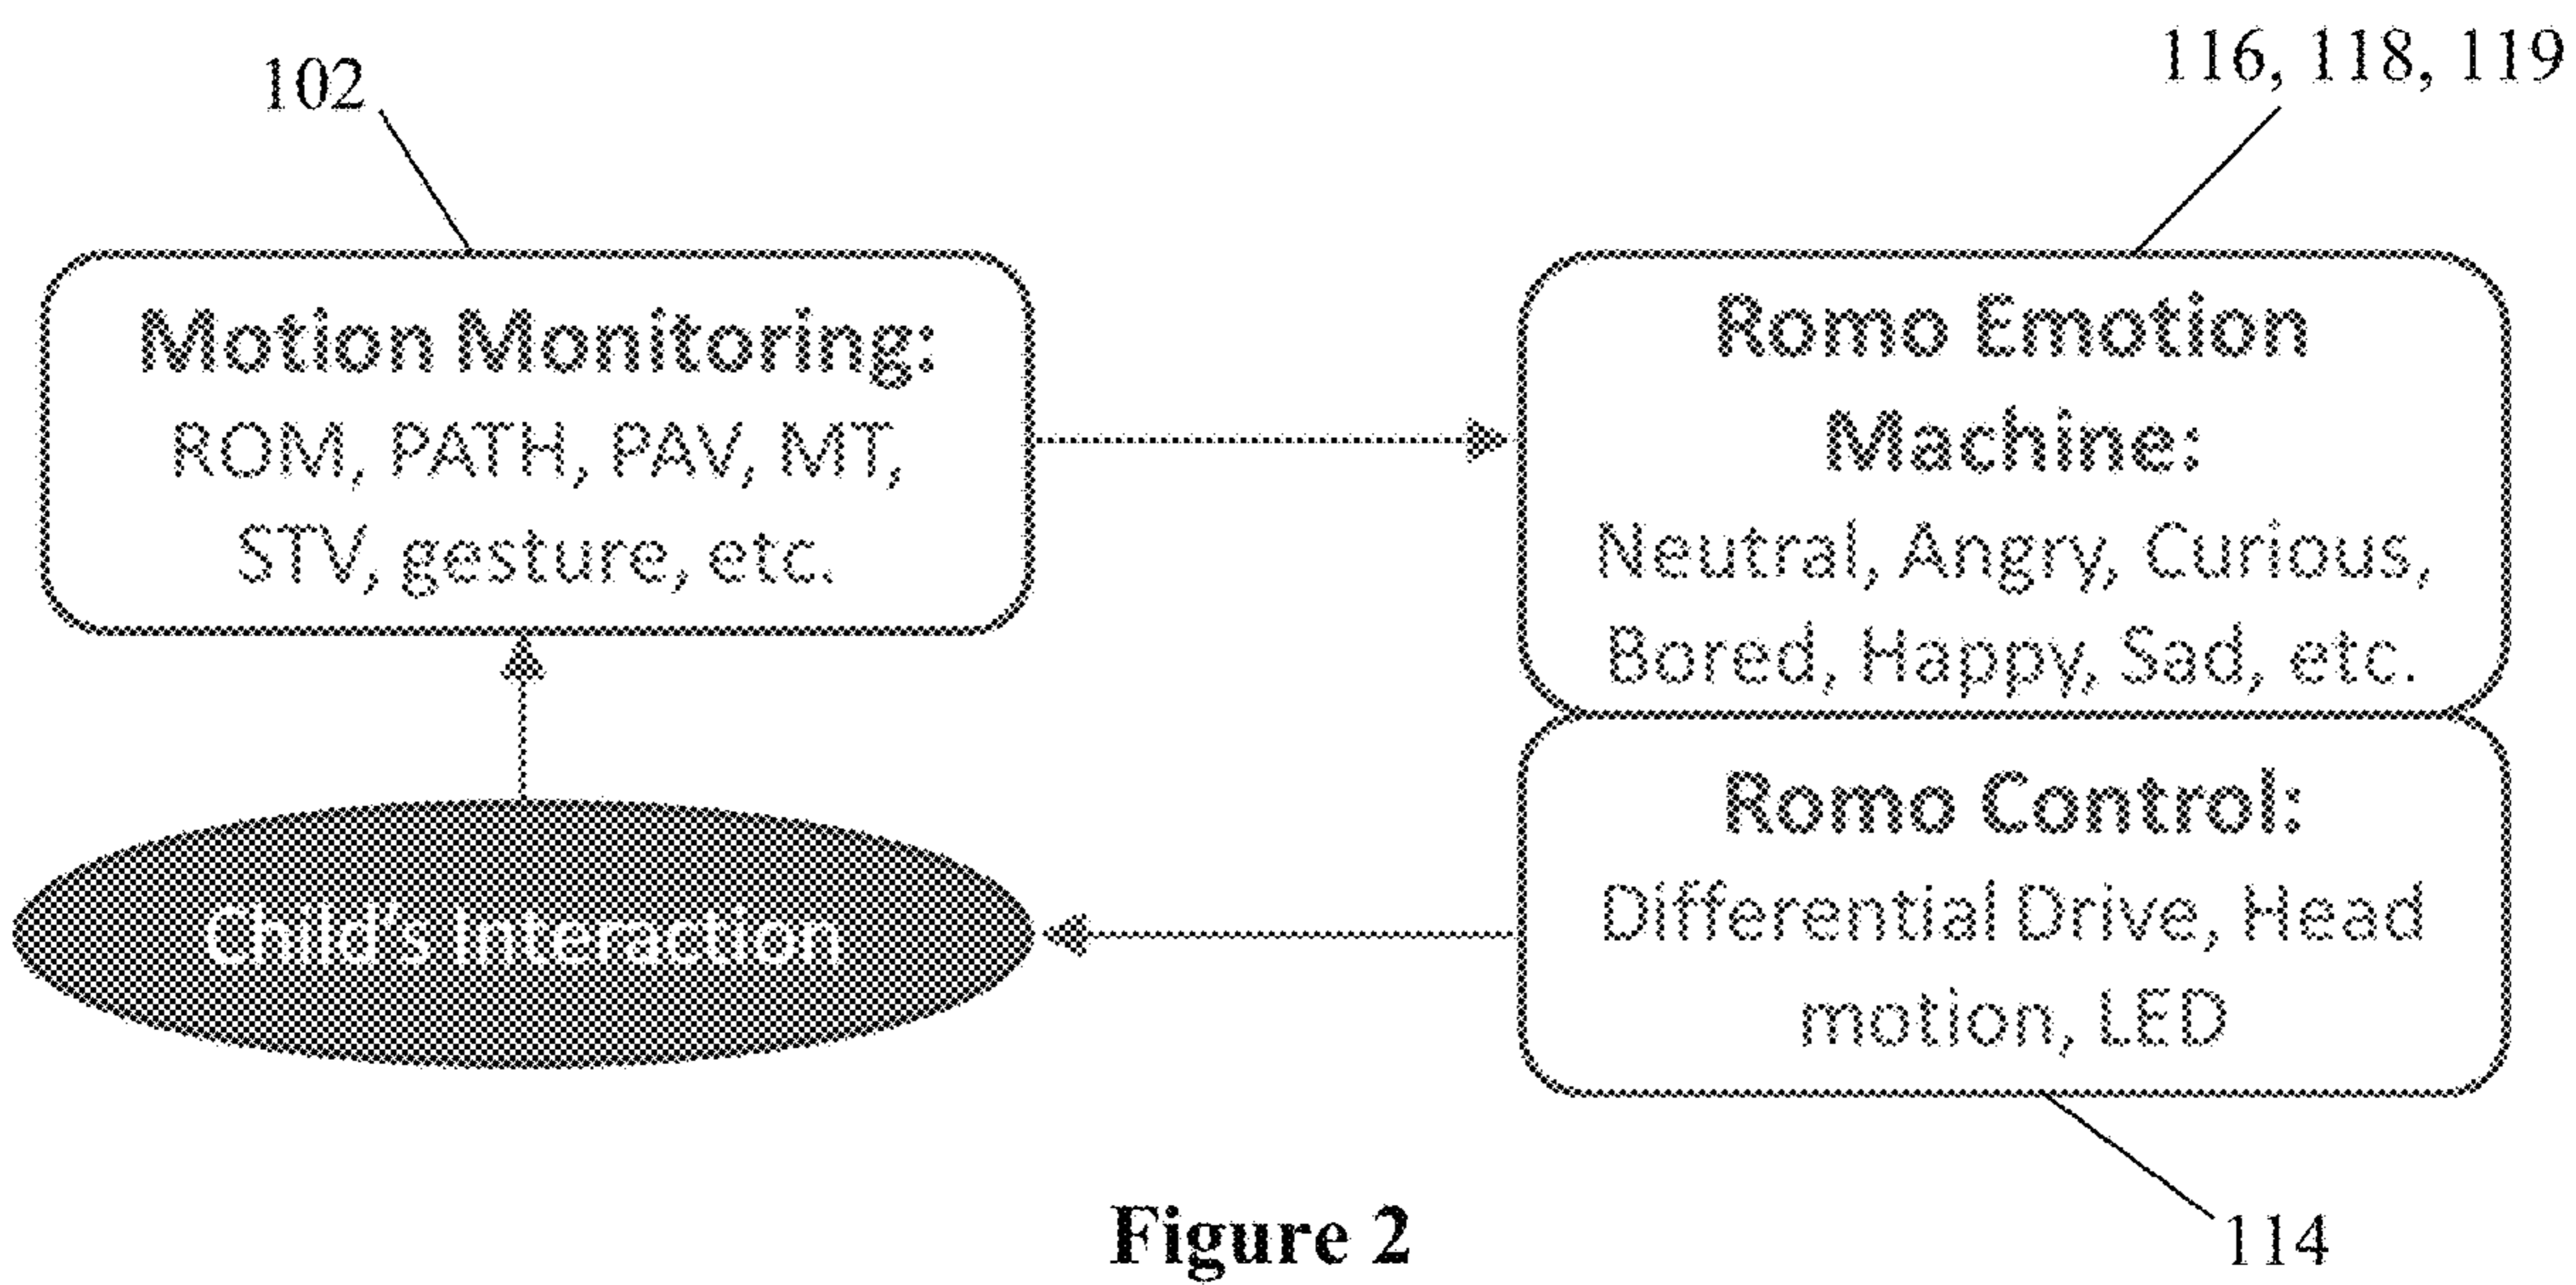 102
116, 118, 119
Motion Monitoring:
ROM, PATH, PAV, MT,
STV, gesture, etc.
Romo Emotion
Machine:
Neutral, Angry, Curious,
Bored, Happy, Sad, etc.
Child's Interaction
Romo Control:
Differential Drive, Head
motion, LED
114
Figure 2